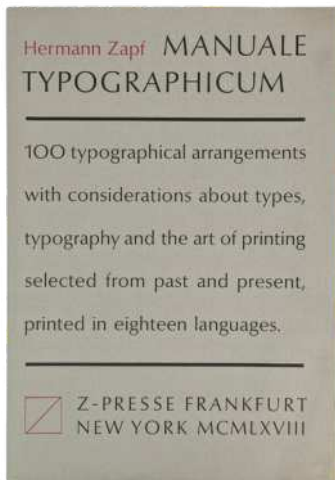 Hermann Zapf MANUALE
TYPOGRAPHICUM
100 typographical arrangements
with considerations about types,
typography and the art of printing
selected from past and present,
printed in eighteen languages.
Z-PRESSE FRANKFURT
NEW YORK MCMLXVIII